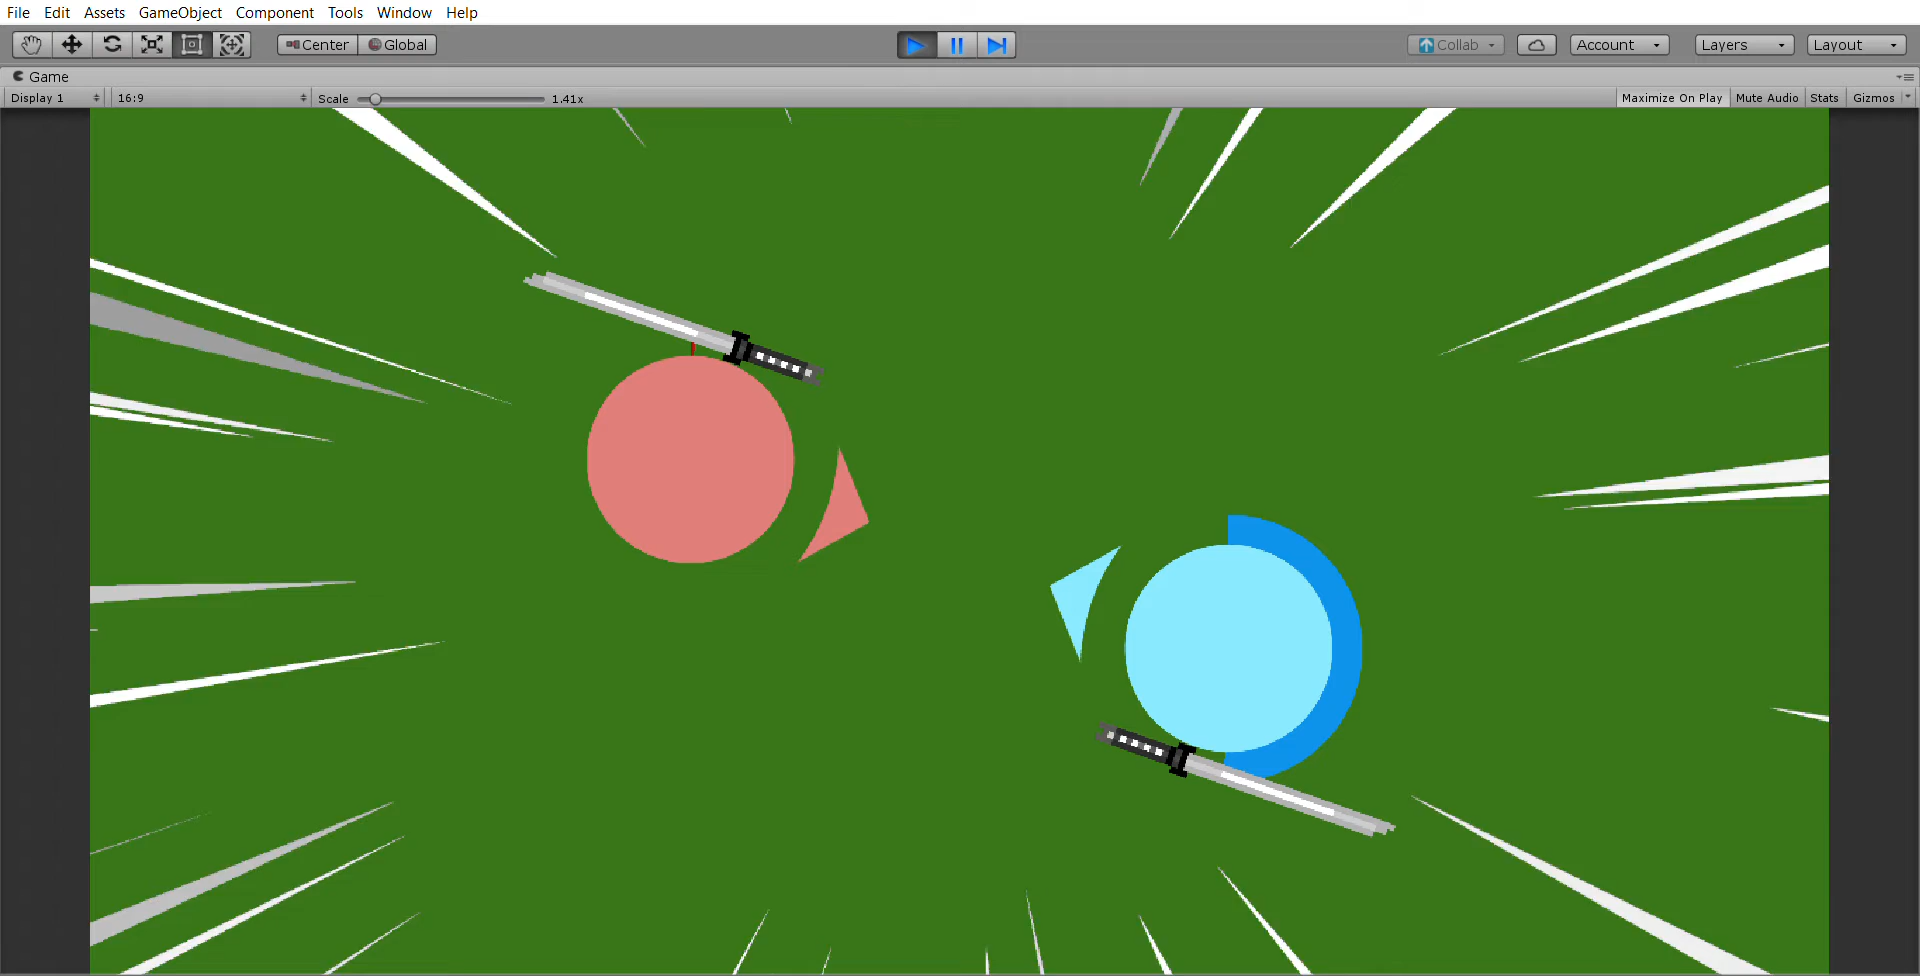 File Edit Assets GameObject Component Tools Window Help
Center Global Collab Account Layers Layout
Game
Display 1 16:9 Scale 1.41x Maximize On Play Mute Audio Stats Gizmos